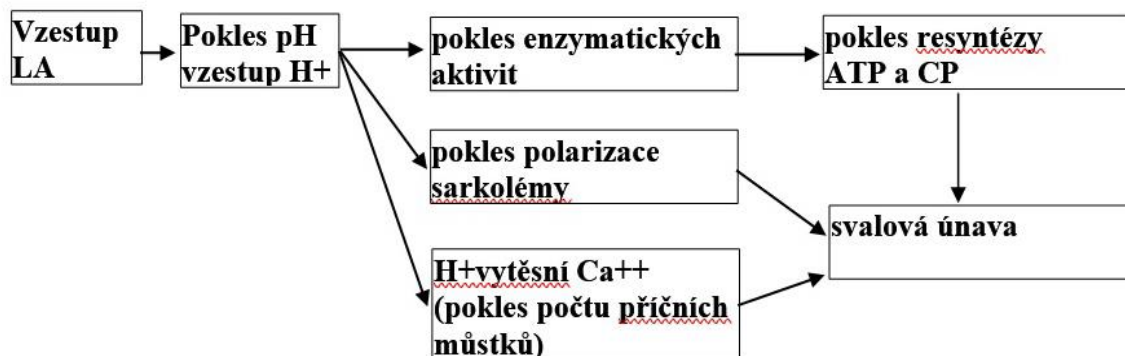 Vzestup
LA
Pokles pH
vzestup H+
pokles enzymatických
aktivit
pokles resyntézy
ATP a CP
pokles polarizace
sarkolémy
svalová únava
H+vytěsní Ca++
(pokles počtu příčních
můstků)